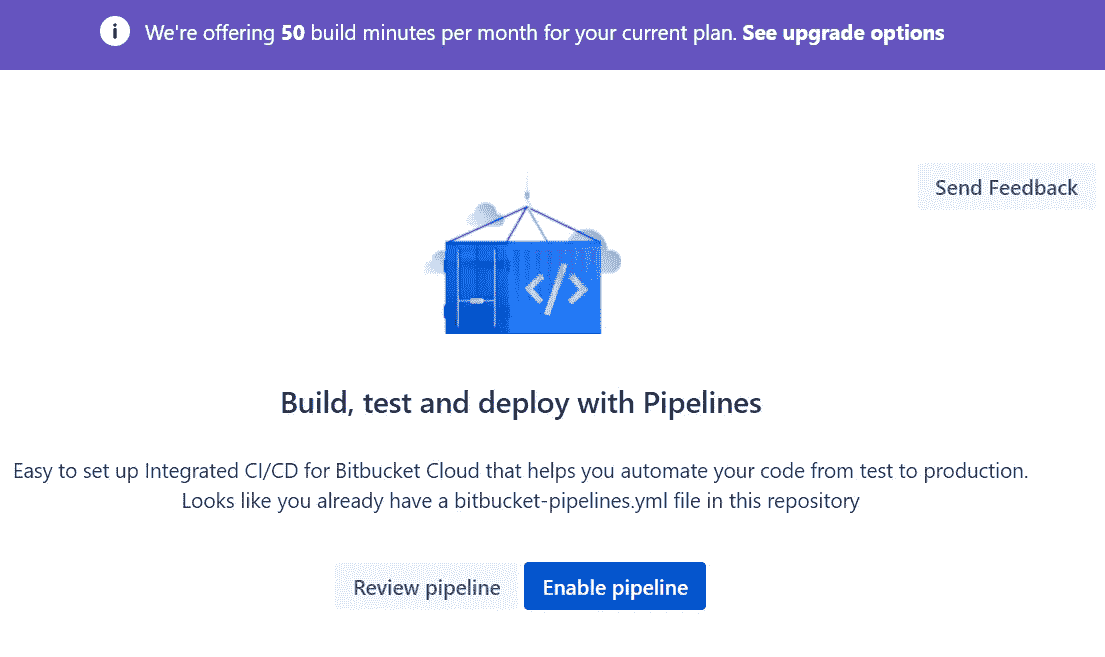 We're offering 50 build minutes per month for your current plan. See upgrade options
Send Feedback
</>
Build, test and deploy with Pipelines
Easy to set up Integrated CI/CD for Bitbucket Cloud that helps you automate your code from test to production.
Looks like you already have a bitbucket-pipelines.yml file in this repository
Review pipeline
Enable pipeline